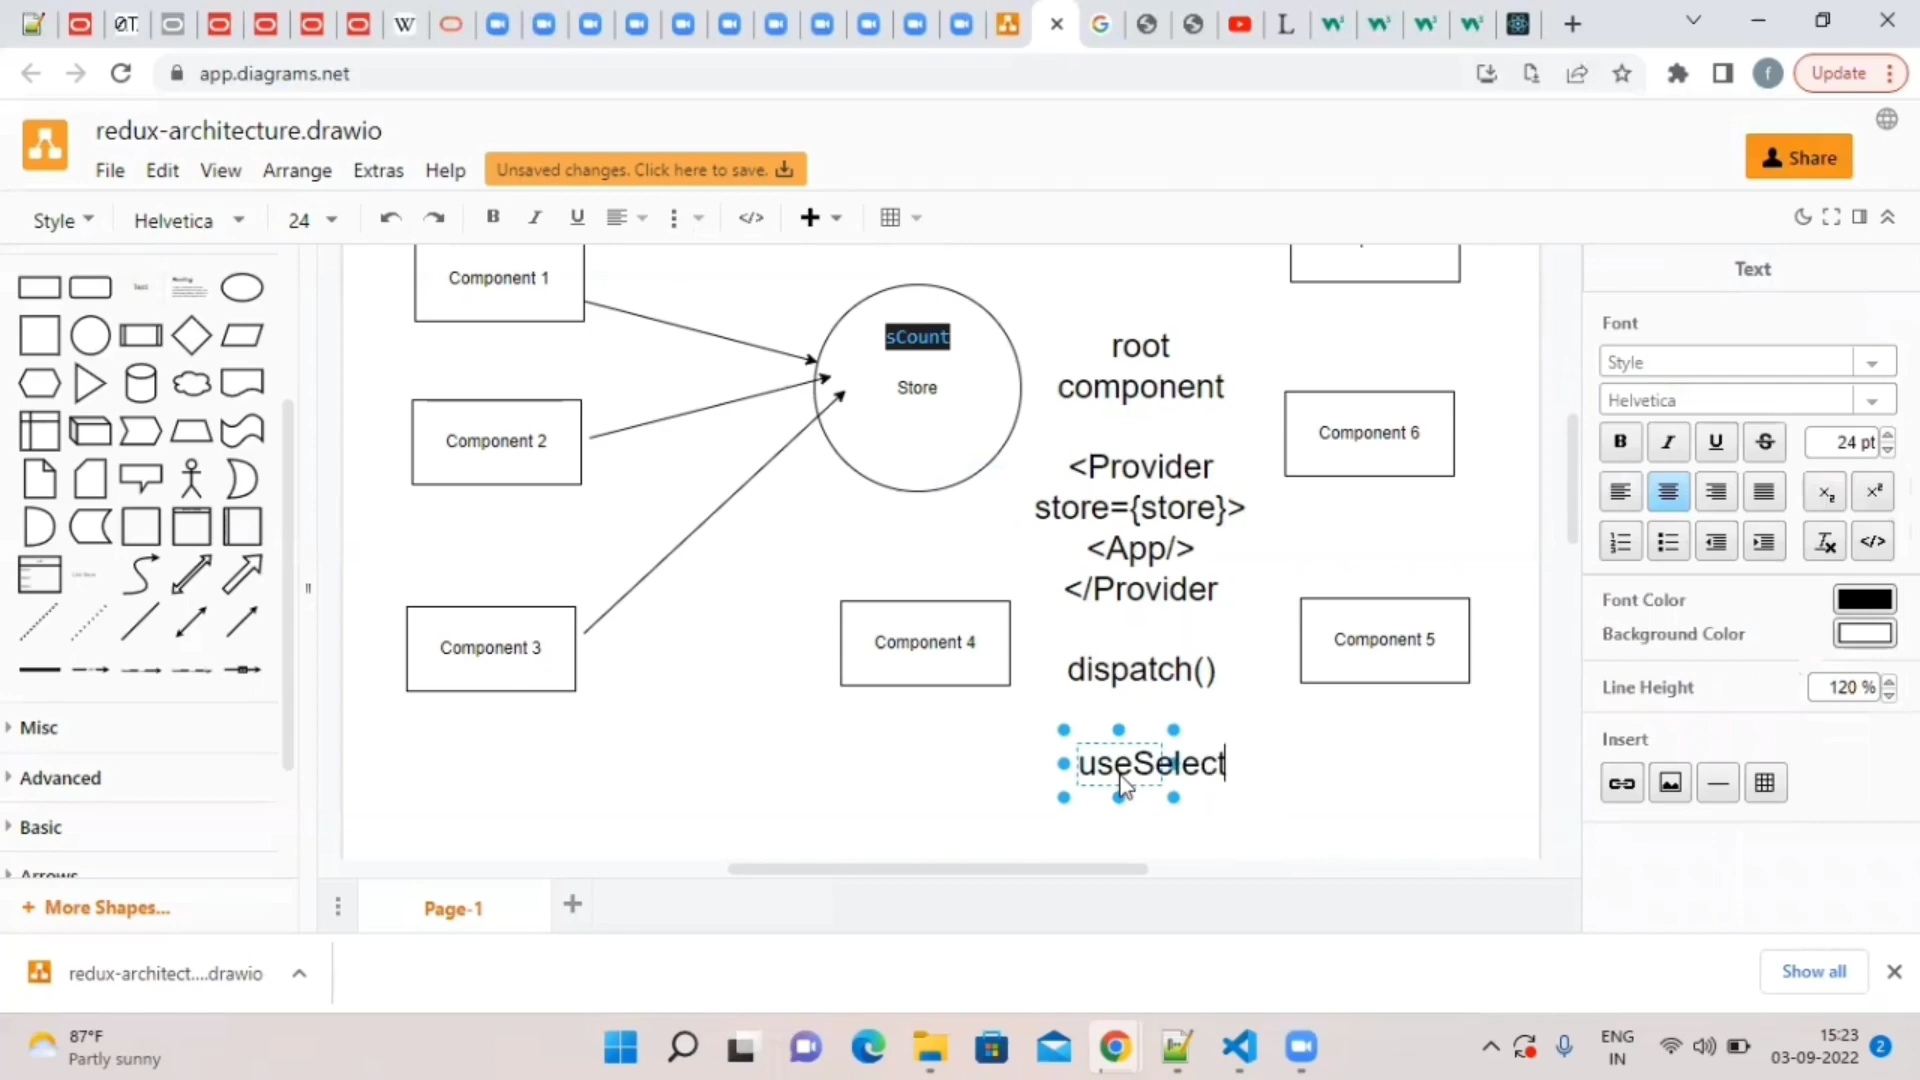 app.diagrams.net
Update
redux-architecture.drawio
File Edit View Arrange Extras Help
Unsaved changes. Click here to save.
Share
Style
Helvetica
24
Text
Component 1
sCount
Store
root
component
Component 2
Component 6
<Provider
store={store}>
<App/>
</Provider
Component 3
Component 4
Component 5
dispatch()
useSelect
Misc
Advanced
Basic
Arrows
+ More Shapes...
Page-1
Text
Font
Style
Helvetica
24 pt
Font Color
Background Color
Line Height
120 %
Insert
redux-architect....drawio
Show all
87°F
Partly sunny
ENG
IN
15:23
03-09-2022
2